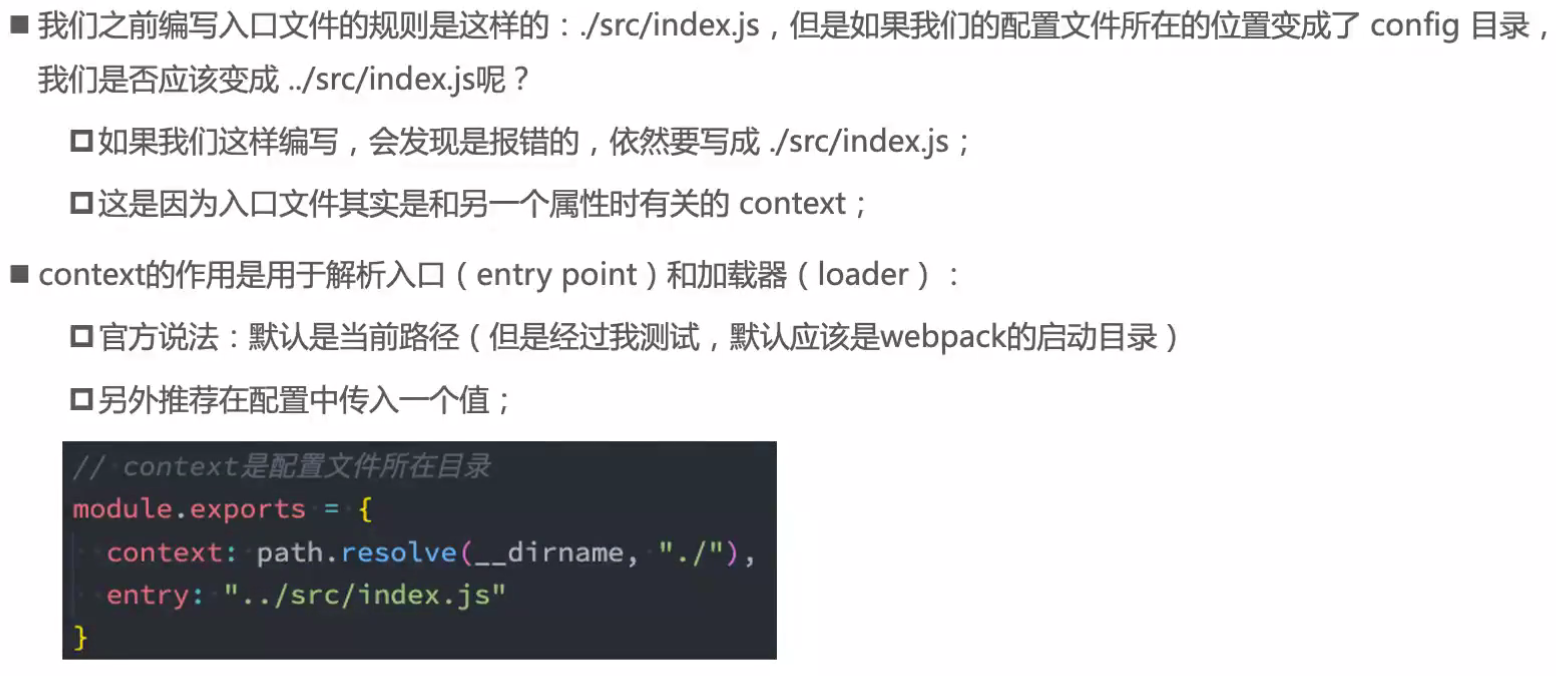 我们之前编写入口文件的规则是这样的：./src/index.js，但是如果我们的配置文件所在的位置变成了 config 目录，
我们是否应该变成 ../src/index.js呢？
如果我们这样编写，会发现是报错的，依然要写成 ./src/index.js；
这是因为入口文件其实是和另一个属性时有关的 context；
context的作用是用于解析入口（entry point）和加载器（loader）：
官方说法：默认是当前路径（但是经过我测试，默认应该是webpack的启动目录）
另外推荐在配置中传入一个值；
// context是配置文件所在目录
module.exports = {
  context: path.resolve(__dirname, "./"),
  entry: "../src/index.js"
}